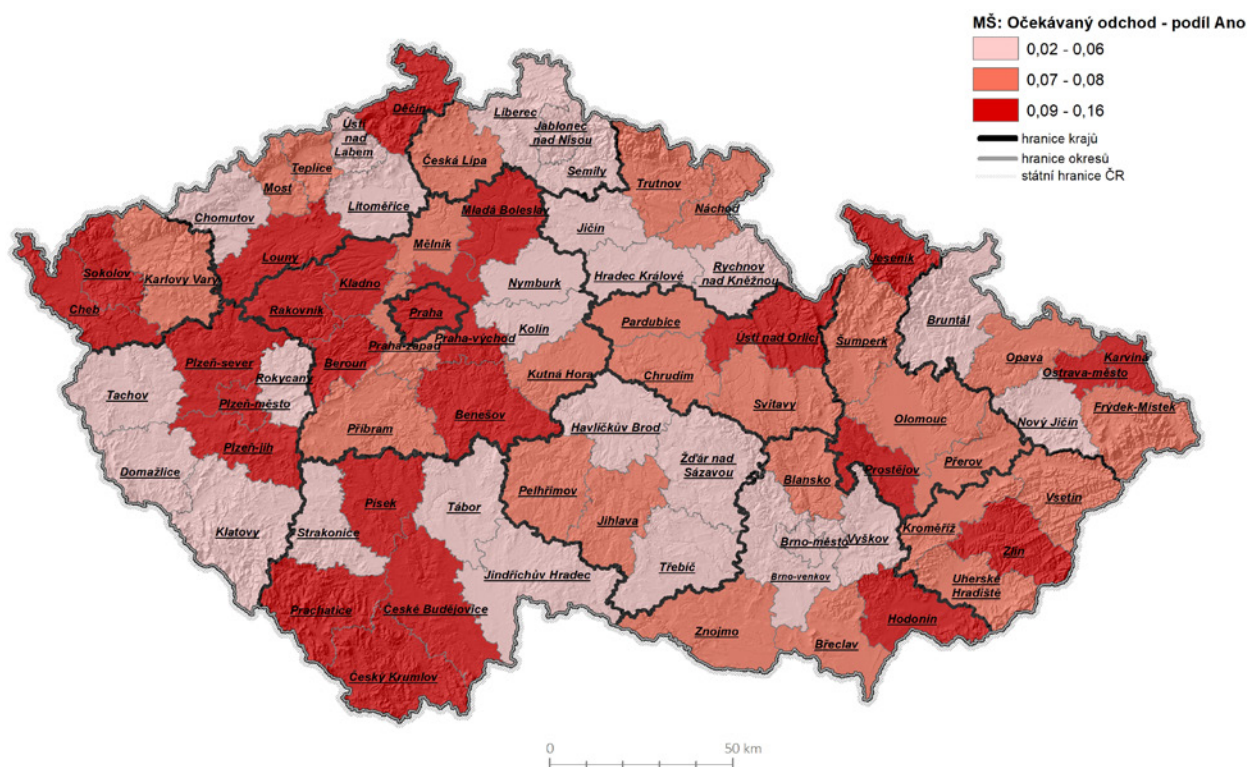 MŠ: Očekávaný odchod - podíl Ano
0,02 - 0,06
0,07 - 0,08
0,09 - 0,16
hranice krajů
hranice okresů
státní hranice ČR
Děčín
Liberec
Ústí
nad
Labem
Jablonec
nad Nisou
Česká Lípa
Semily
Teplice
Most
Trutnov
Chomutov
Litoměřice
Mladá Boleslav
Náchod
Jičín
Mělník
Louny
Sokolov
Karlovy Vary
Kladno
Nymburk
Hradec Králové
Rychnov
nad Kněžnou
Jeseník
Cheb
Rakovník
Praha
Kolín
Pardubice
Ústí nad Orlicí
Šumperk
Bruntál
Praha-západ
Praha-východ
Beroun
Plzeň-sever
Rokycany
Opava
Karviná
Ostrava-město
Kutná Hora
Chrudim
Tachov
Plzeň-město
Svitavy
Frýdek-Místek
Benešov
Olomouc
Nový Jičín
Příbram
Havlíčkův Brod
Plzeň-jih
Přerov
Domažlice
Žďár nad
Sázavou
Prostějov
Blansko
Pelhřimov
Vsetín
Písek
Tábor
Jihlava
Kroměříž
Klatovy
Strakonice
Brno-město
Vyškov
Zlín
Třebíč
Jindřichův Hradec
Brno-venkov
Uherské
Hradiště
Prachatice
České Budějovice
Hodonín
Znojmo
Břeclav
Český Krumlov
0 50 km